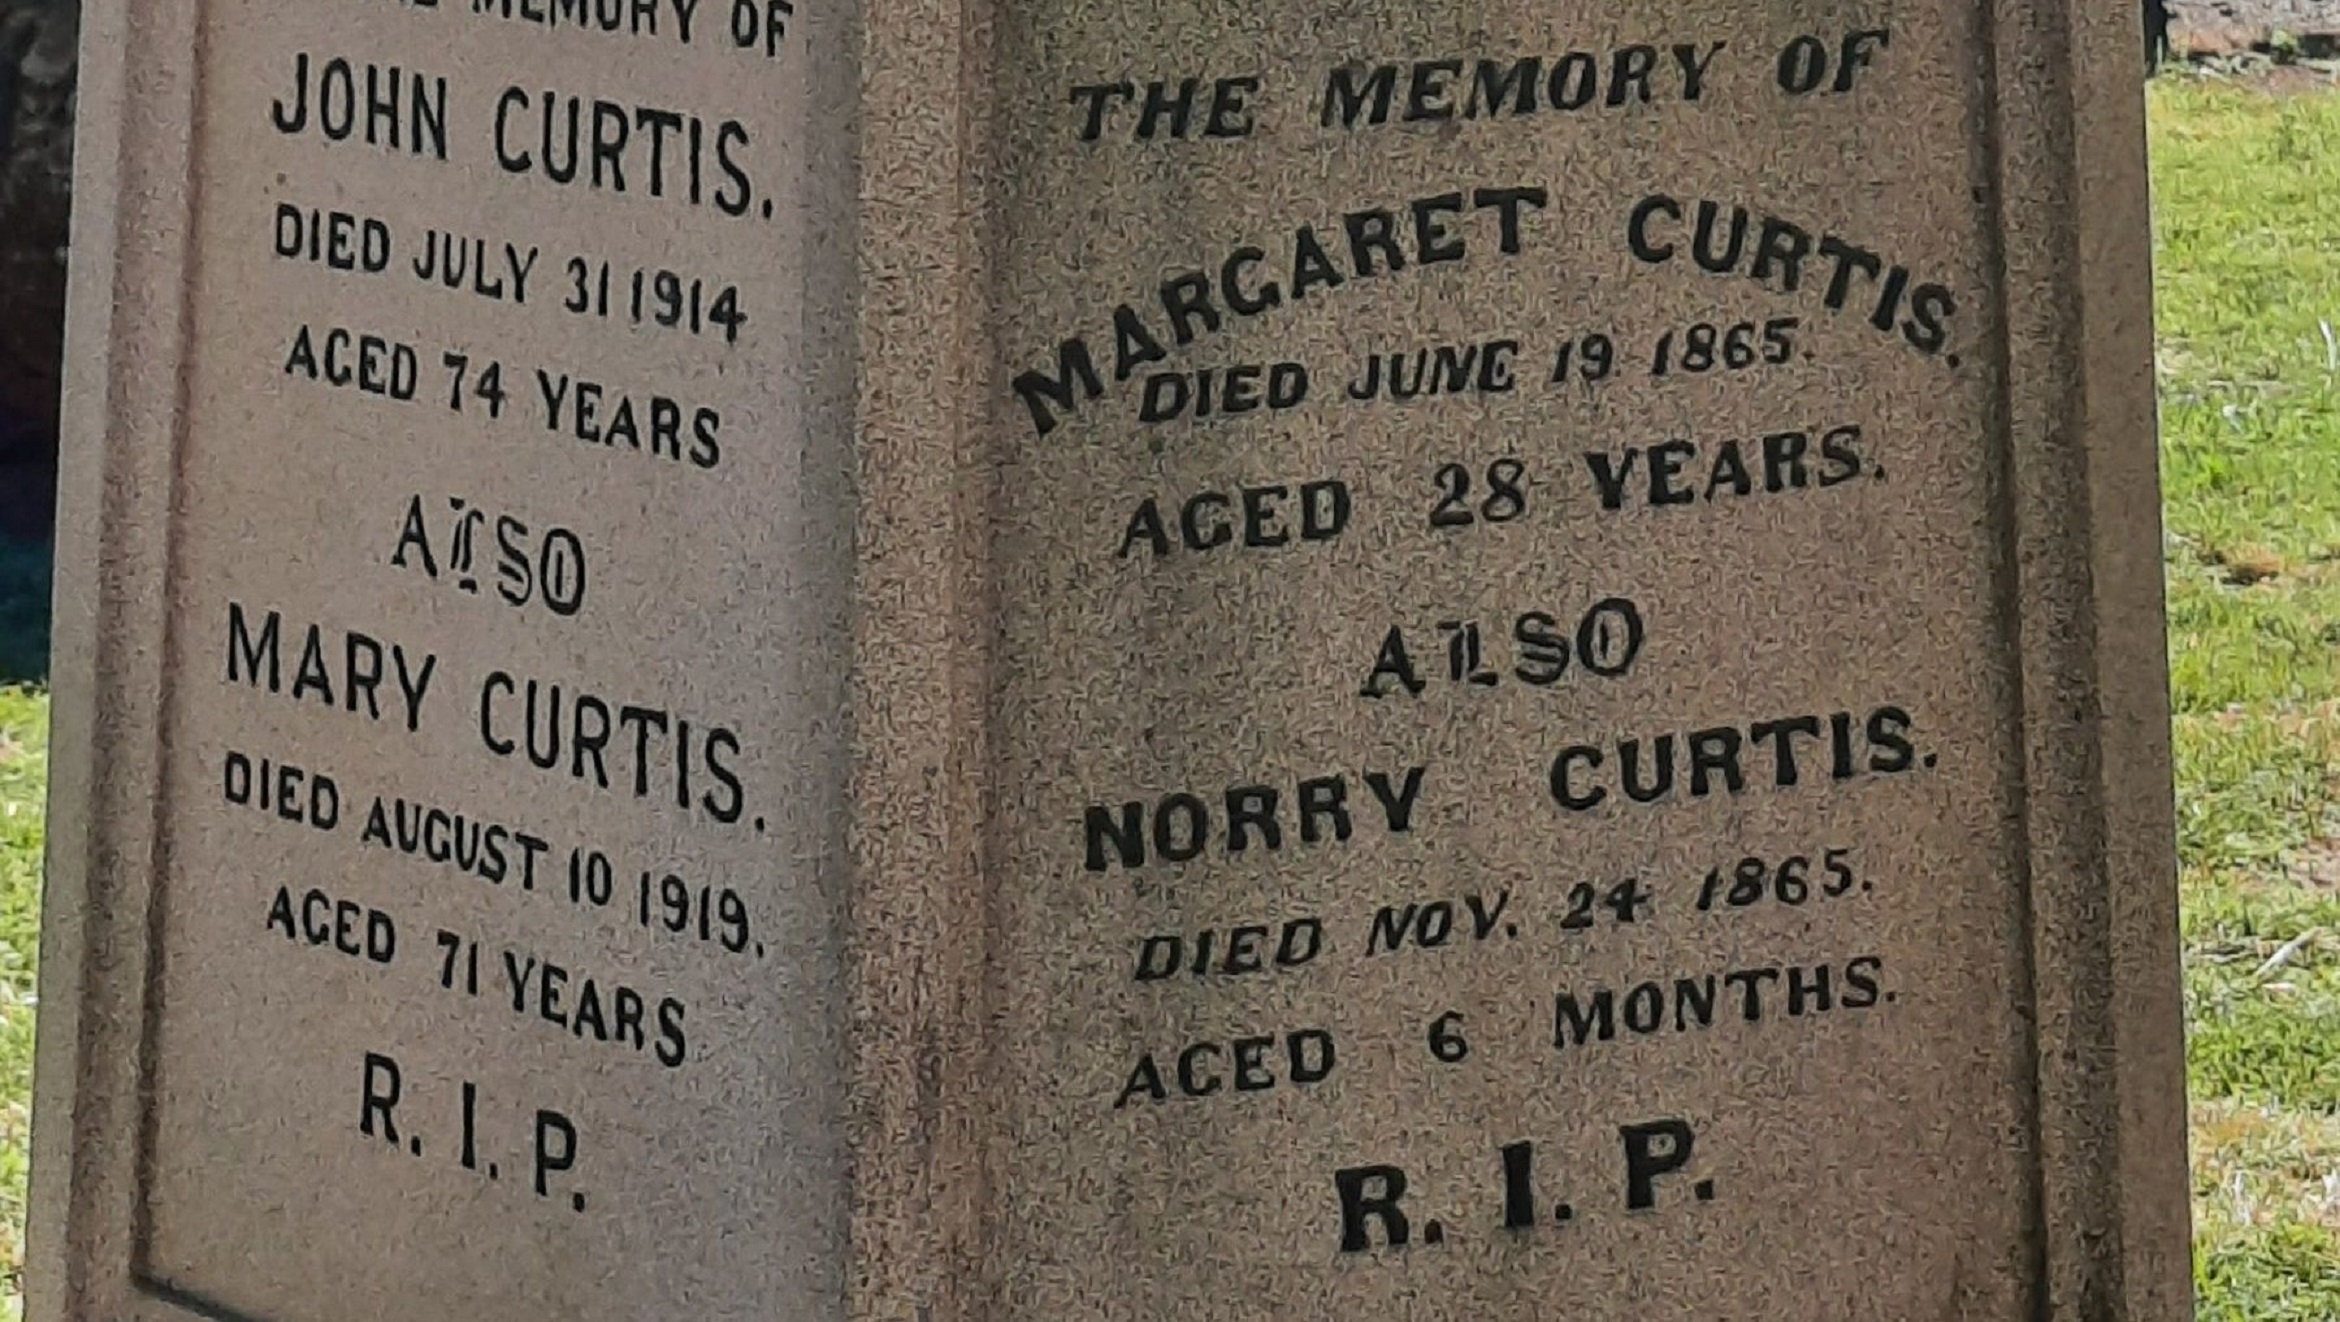 MEMORY OF
JOHN CURTIS.
DIED JULY 31 1914
AGED 74 YEARS
ALSO
MARY CURTIS.
DIED AUGUST 10 1919.
AGED 71 YEARS
R. I. P.
THE MEMORY OF
MARGARET CURTIS.
DIED JUNE 19 1865.
AGED 28 YEARS.
ALSO
NORRY CURTIS.
DIED NOV. 24 1865.
AGED 6 MONTHS.
R. I. P.